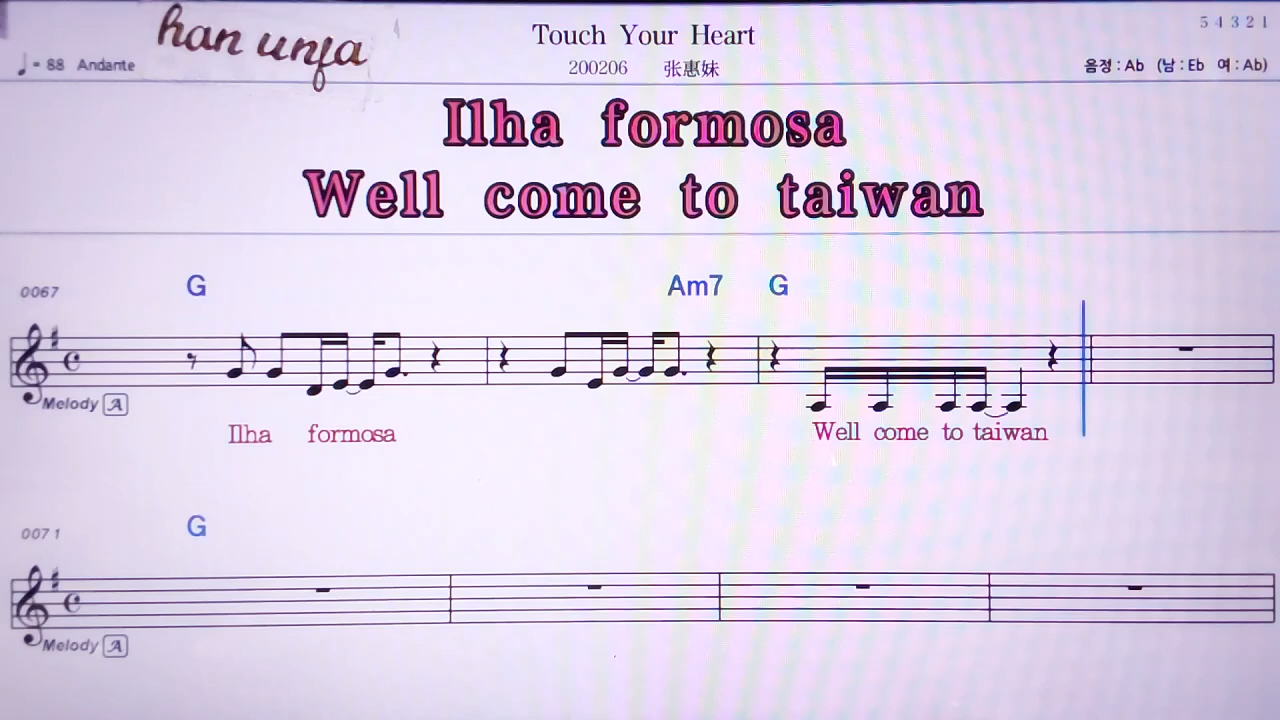 han unfa
Touch Your Heart
5 4 3 2 1
♩= 88 Andante
200206 张惠妹
음정 : Ab (남 : Eb 여 : Ab)
Ilha formosa
Well come to taiwan
0067
G Am7 G
Melody A
Ilha formosa Well come to taiwan
0071
G
Melody A